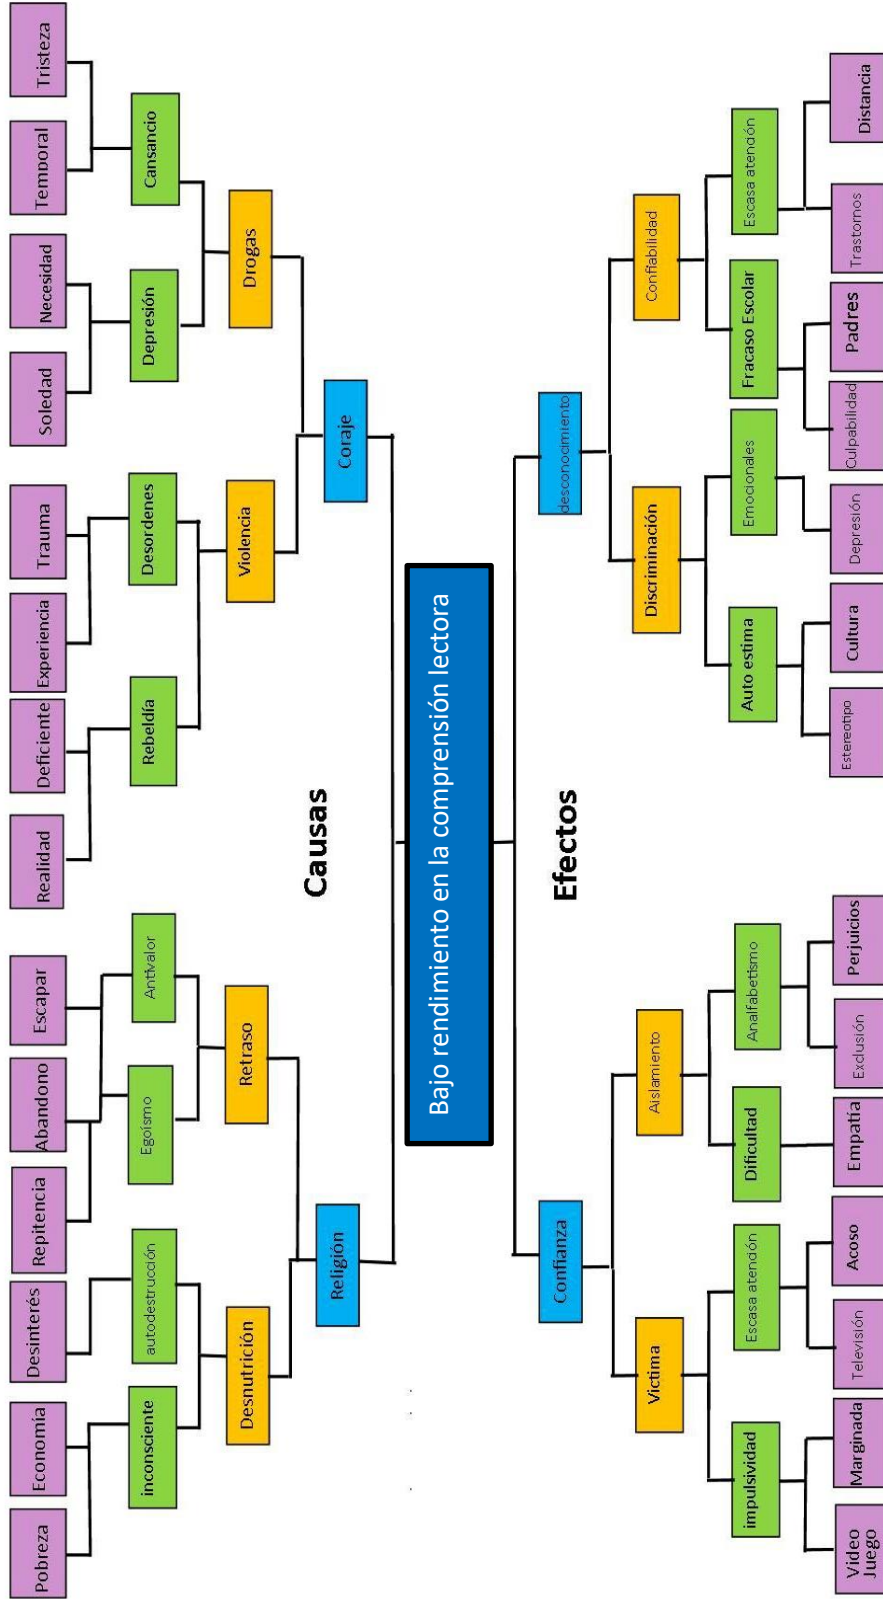 Pobreza
Economia
Desinterés
Repitencia
Abandono
Escapar
Realidad
Deficiente
Experiencia
Trauma
Soledad
Necesidad
Temporal
Tristeza
inconsciente
autodestrucción
Egoísmo
Antivalor
Rebeldía
Desordenes
Depresión
Cansancio
Desnutrición
Retraso
Violencia
Drogas
Religión
Coraje
Causas
Bajo rendimiento en la comprensión lectora
Efectos
Confianza
desconocimiento
Victima
Aislamiento
Discriminación
Confiabilidad
impulsividad
Escasa atención
Dificultad
Analfabetismo
Auto estima
Emocionales
Fracaso Escolar
Escasa atención
Video
Juego
Marginada
Televisión
Acoso
Empatía
Exclusión
Perjuicios
Estereotipo
Cultura
Depresión
Culpabilidad
Padres
Trastornos
Distancia